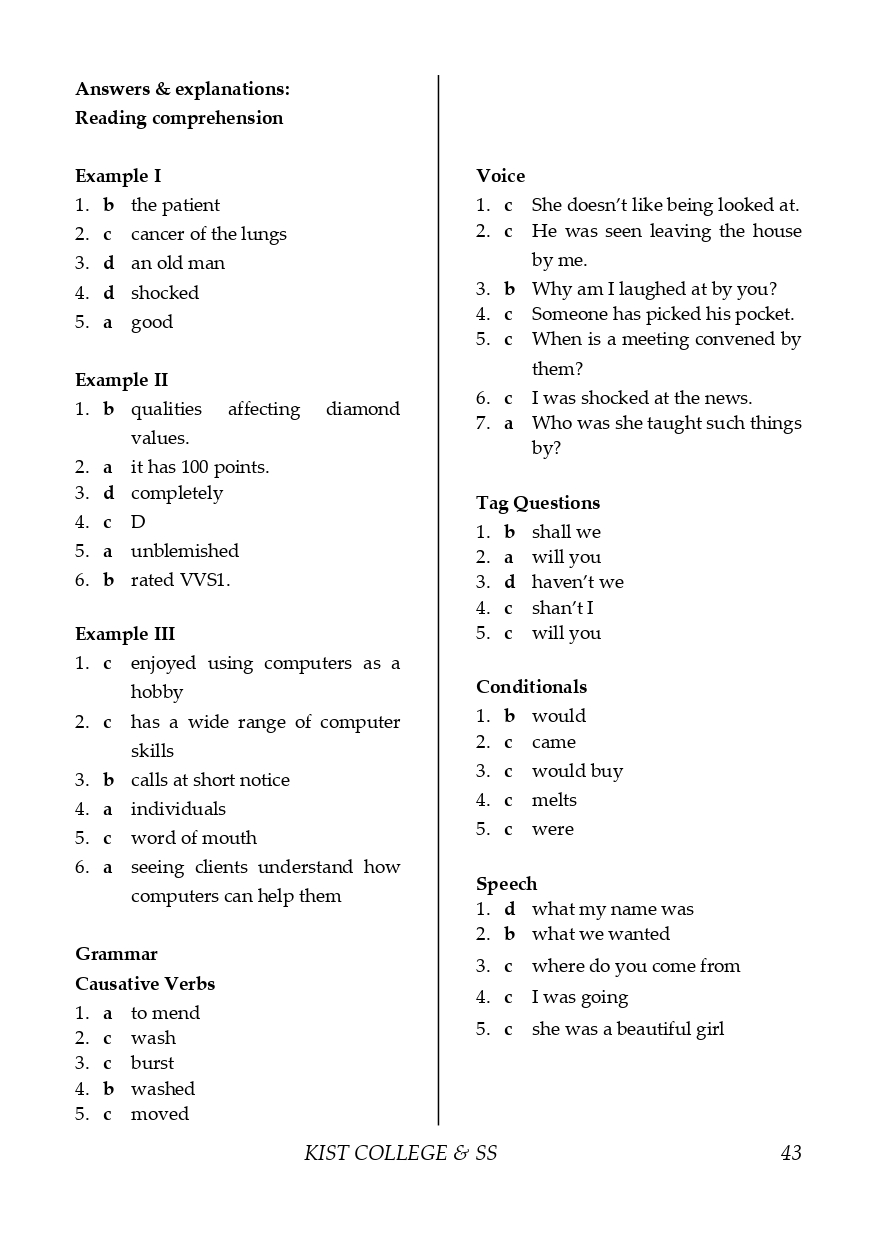 Answers & explanations:
Reading comprehension
Example I
1. b the patient
2. c cancer of the lungs
3. d an old man
4. d shocked
5. a good
Example II
1. b qualities affecting diamond
values.
2. a it has 100 points.
3. d completely
4. c D
5. a unblemished
6. b rated VVS1.
Example III
1. c enjoyed using computers as a
hobby
2. c has a wide range of computer
skills
3. b calls at short notice
4. a individuals
5. c word of mouth
6. a seeing clients understand how
computers can help them
Grammar
Causative Verbs
1. a to mend
2. c wash
3. c burst
4. b washed
5. c moved
Voice
1. c She doesn’t like being looked at.
2. c He was seen leaving the house
by me.
3. b Why am I laughed at by you?
4. c Someone has picked his pocket.
5. c When is a meeting convened by
them?
6. c I was shocked at the news.
7. a Who was she taught such things
by?
Tag Questions
1. b shall we
2. a will you
3. d haven’t we
4. c shan’t I
5. c will you
Conditionals
1. b would
2. c came
3. c would buy
4. c melts
5. c were
Speech
1. d what my name was
2. b what we wanted
3. c where do you come from
4. c I was going
5. c she was a beautiful girl
KIST COLLEGE & SS 43